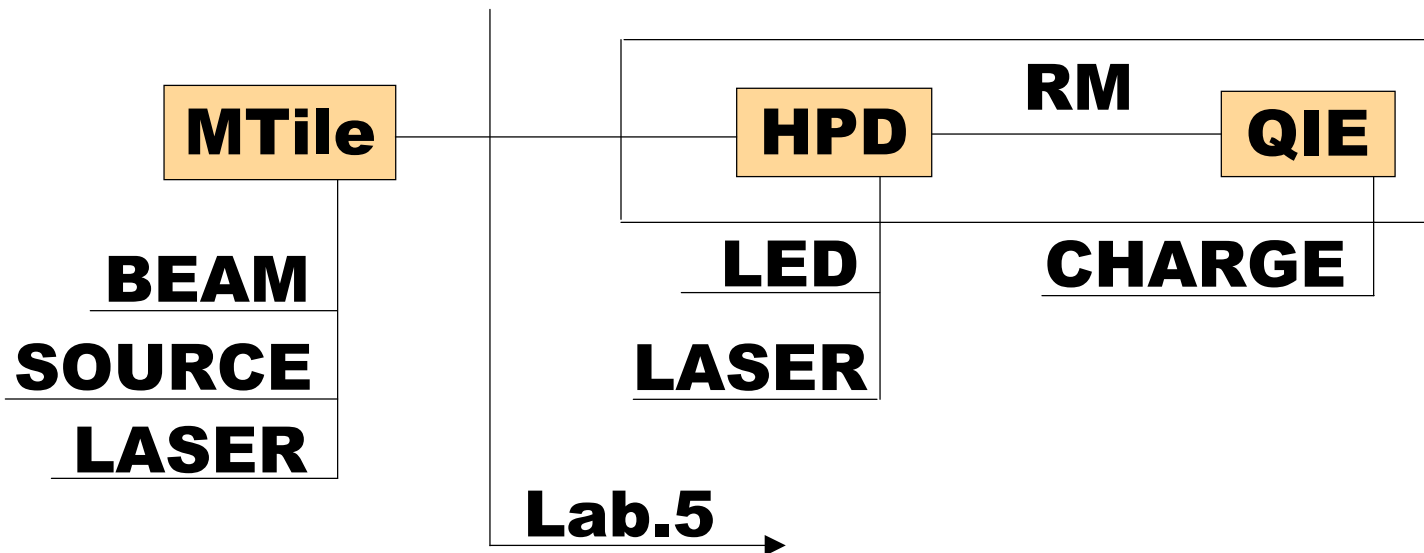 RM
MTile
HPD
QIE
BEAM
LED
CHARGE
SOURCE
LASER
LASER
Lab.5